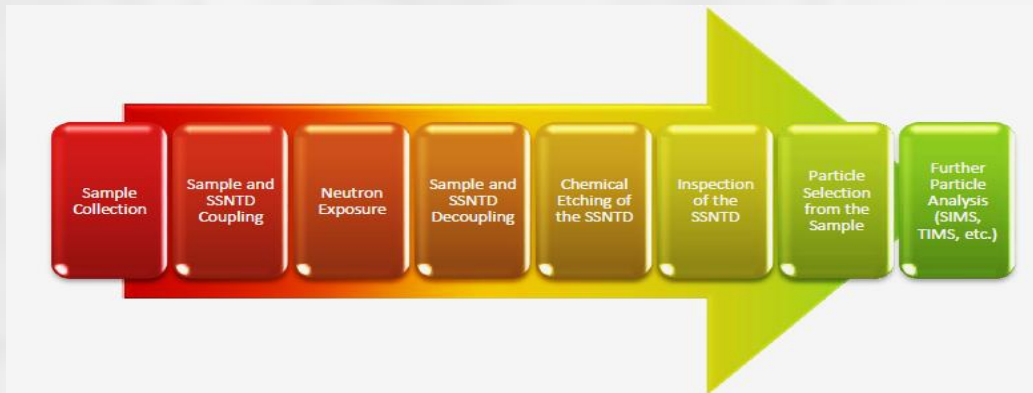 Sample
Collection
Sample and
SSNTD
Coupling
Neutron
Exposure
Sample and
SSNTD
Decoupling
Chemical
Etching of
the SSNTD
Inspection
of the
SSNTD
Particle
Selection
from the
Sample
Further
Particle
Analysis
(SIMS,
TIMS, etc.)